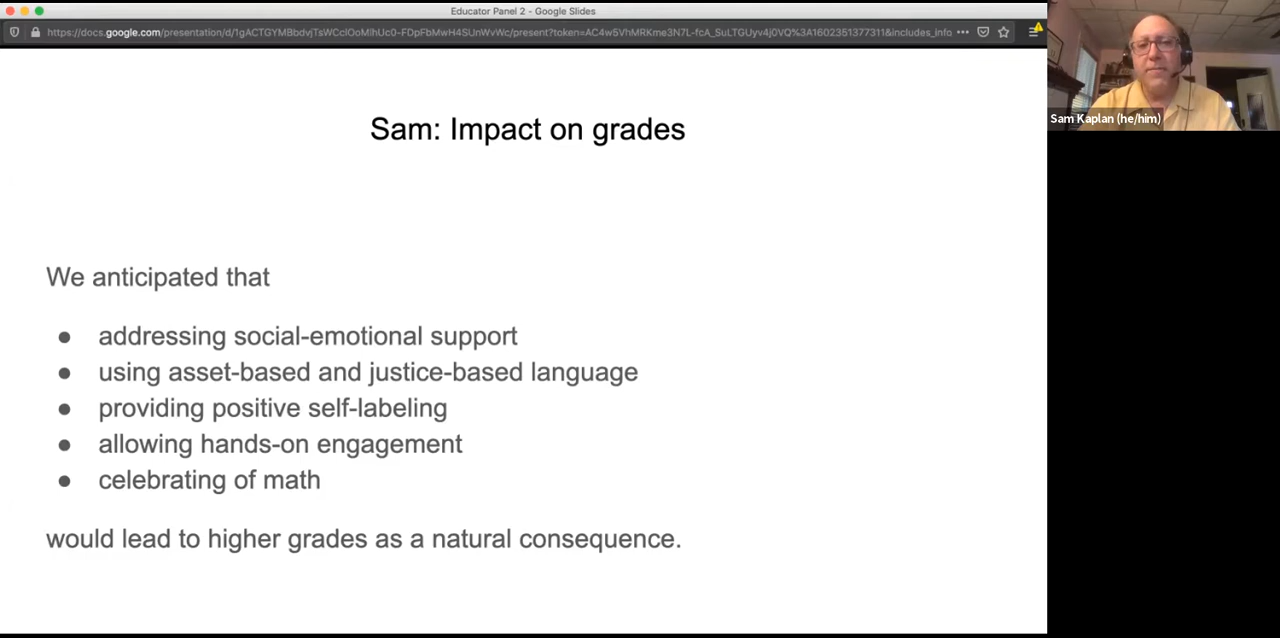 Educator Panel 2 - Google Slides
Sam: Impact on grades
We anticipated that
● addressing social-emotional support
● using asset-based and justice-based language
● providing positive self-labeling
● allowing hands-on engagement
● celebrating of math
would lead to higher grades as a natural consequence.
Sam Kaplan (he/him)